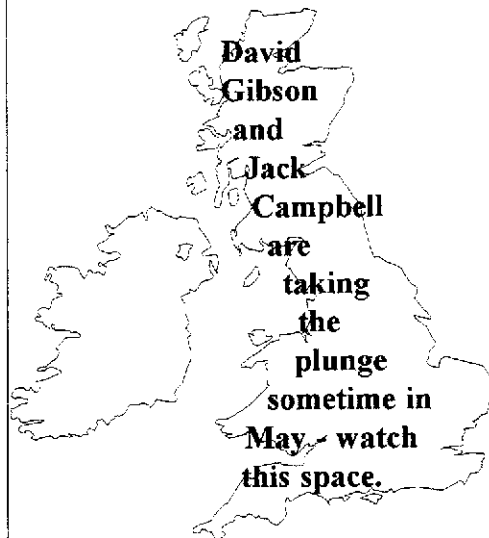 David
Gibson
and
Jack
Campbell
are
taking
the
plunge
sometime in
May - watch
this space.